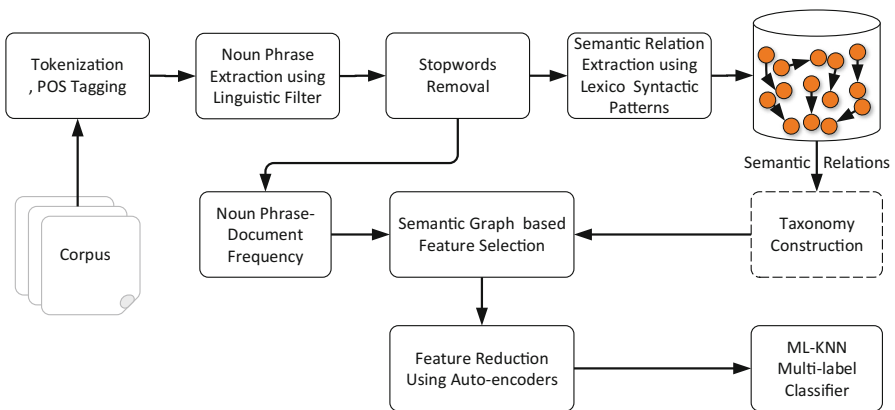 Tokenization
, POS Tagging
Noun Phrase
Extraction using
Linguistic Filter
Stopwords
Removal
Semantic Relation
Extraction using
Lexico Syntactic
Patterns
Semantic Relations
Corpus
Noun Phrase-
Document
Frequency
Semantic Graph based
Feature Selection
Taxonomy
Construction
Feature Reduction
Using Auto-encoders
ML-KNN
Multi-label
Classifier